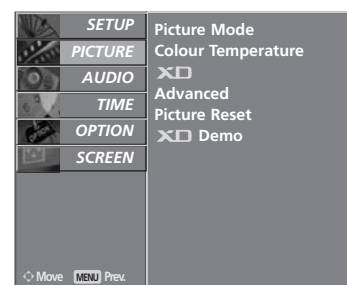 SETUP
PICTURE
AUDIO
TIME
OPTION
SCREEN
Picture Mode
Colour Temperature
XD
Advanced
Picture Reset
XD Demo
Move MENU Prev.